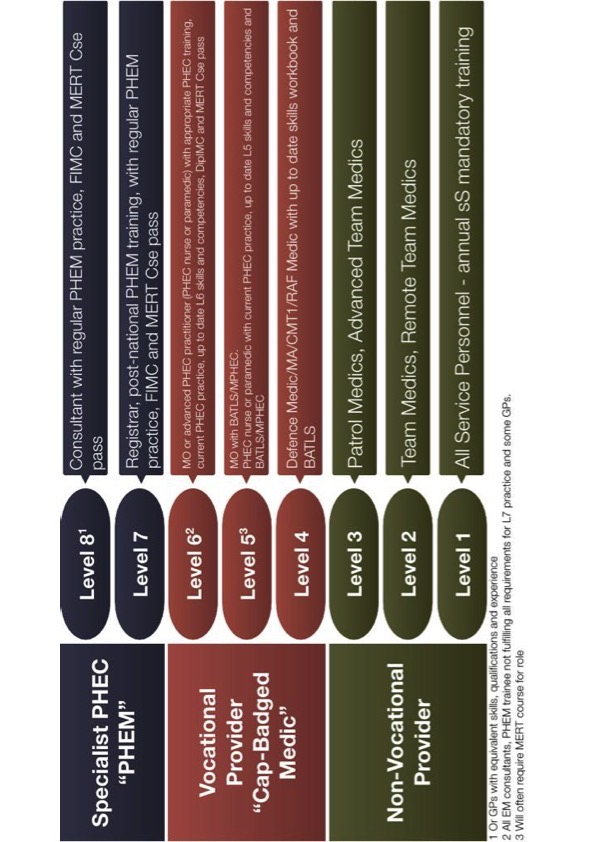 Specialist PHEC
“PHEM”
Level 8¹
Consultant with regular PHEM practice, FIMC and MERT Cse
pass
Level 7
Registrar, post-national PHEM training, with regular PHEM
practice, FIMC and MERT Cse pass
Vocational
Provider
“Cap-Badged
Medic”
Level 6²
MO or advanced PHEC practitioner (PHEC nurse or paramedic) with appropriate PHEC training,
current PHEC practice, up to date L6 skills and competencies, DipIMC and MERT Cse pass
Level 5³
MO with BATLS/MPHEC.
PHEC nurse or paramedic with current PHEC practice, up to date L5 skills and competencies and
BATLS/MPHEC
Level 4
Defence Medic/MA/CMT1/RAF Medic with up to date skills workbook and
BATLS
Non-Vocational
Provider
Level 3
Patrol Medics, Advanced Team Medics
Level 2
Team Medics, Remote Team Medics
Level 1
All Service Personnel - annual sS mandatory training
1 Or GPs with equivalent skills, qualifications and experience
2 All EM consultants, PHEM trainee not fulfilling all requirements for L7 practice and some GPs.
3 Will often require MERT course for role